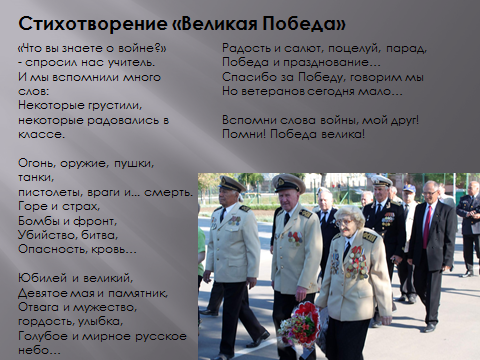 Стихотворение «Великая Победа»
«Что вы знаете о войне?»
- спросил нас учитель.
И мы вспомнили много
слов:
Некоторые грустили,
некоторые радовались в
классе.
Огонь, оружие, пушки,
танки,
пистолеты, враги и... смерть.
Горе и страх,
Бомбы и фронт,
Убийство, битва,
Опасность, кровь...
Юбилей и великий,
Девятое мая и памятник,
Отвага и мужество,
гордость, улыбка,
Голубое и мирное русское
небо...
Радость и салют, поцелуй, парад,
Победа и празднование...
Спасибо за Победу, говорим мы
Но ветеранов сегодня мало...
Вспомни слова войны, мой друг!
Помни! Победа велика!